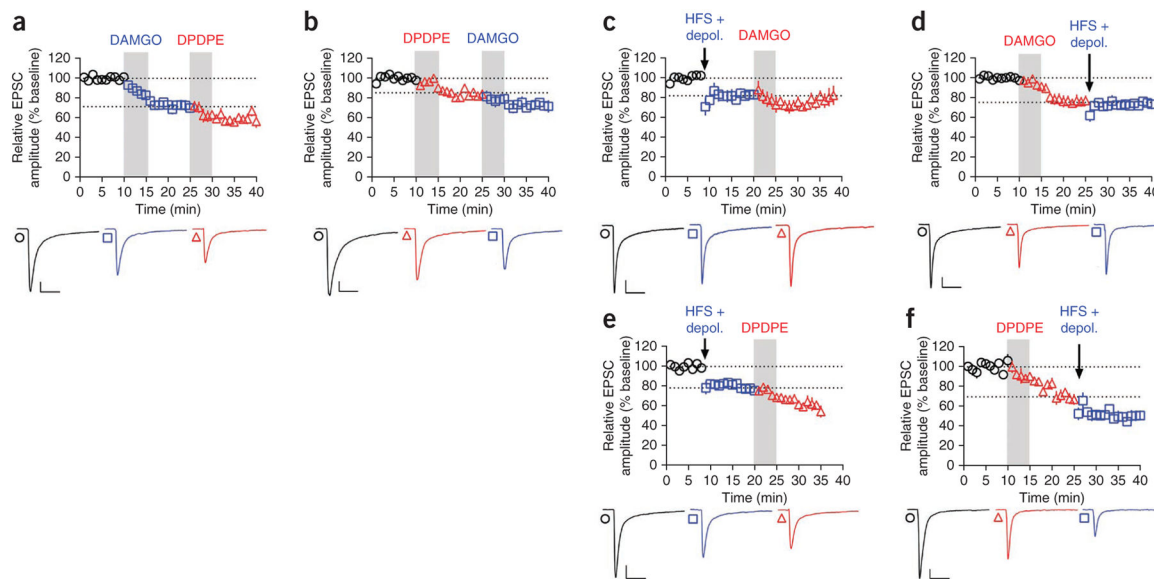 a
DAMGO
DPDPE
Relative EPSC
amplitude (% baseline)
120
100
80
60
40
20
0
0 5 10 15 20 25 30 35 40
Time (min)
b
DPDPE
DAMGO
Relative EPSC
amplitude (% baseline)
120
100
80
60
40
20
0
0 5 10 15 20 25 30 35 40
Time (min)
c
HFS +
depol.
DAMGO
Relative EPSC
amplitude (% baseline)
120
100
80
60
40
20
0
0 5 10 15 20 25 30 35 40
Time (min)
d
DAMGO
HFS +
depol.
Relative EPSC
amplitude (% baseline)
120
100
80
60
40
20
0
0 5 10 15 20 25 30 35 40
Time (min)
e
HFS +
depol.
DPDPE
Relative EPSC
amplitude (% baseline)
120
100
80
60
40
20
0
0 5 10 15 20 25 30 35 40
Time (min)
f
DPDPE
HFS +
depol.
Relative EPSC
amplitude (% baseline)
120
100
80
60
40
20
0
0 5 10 15 20 25 30 35 40
Time (min)